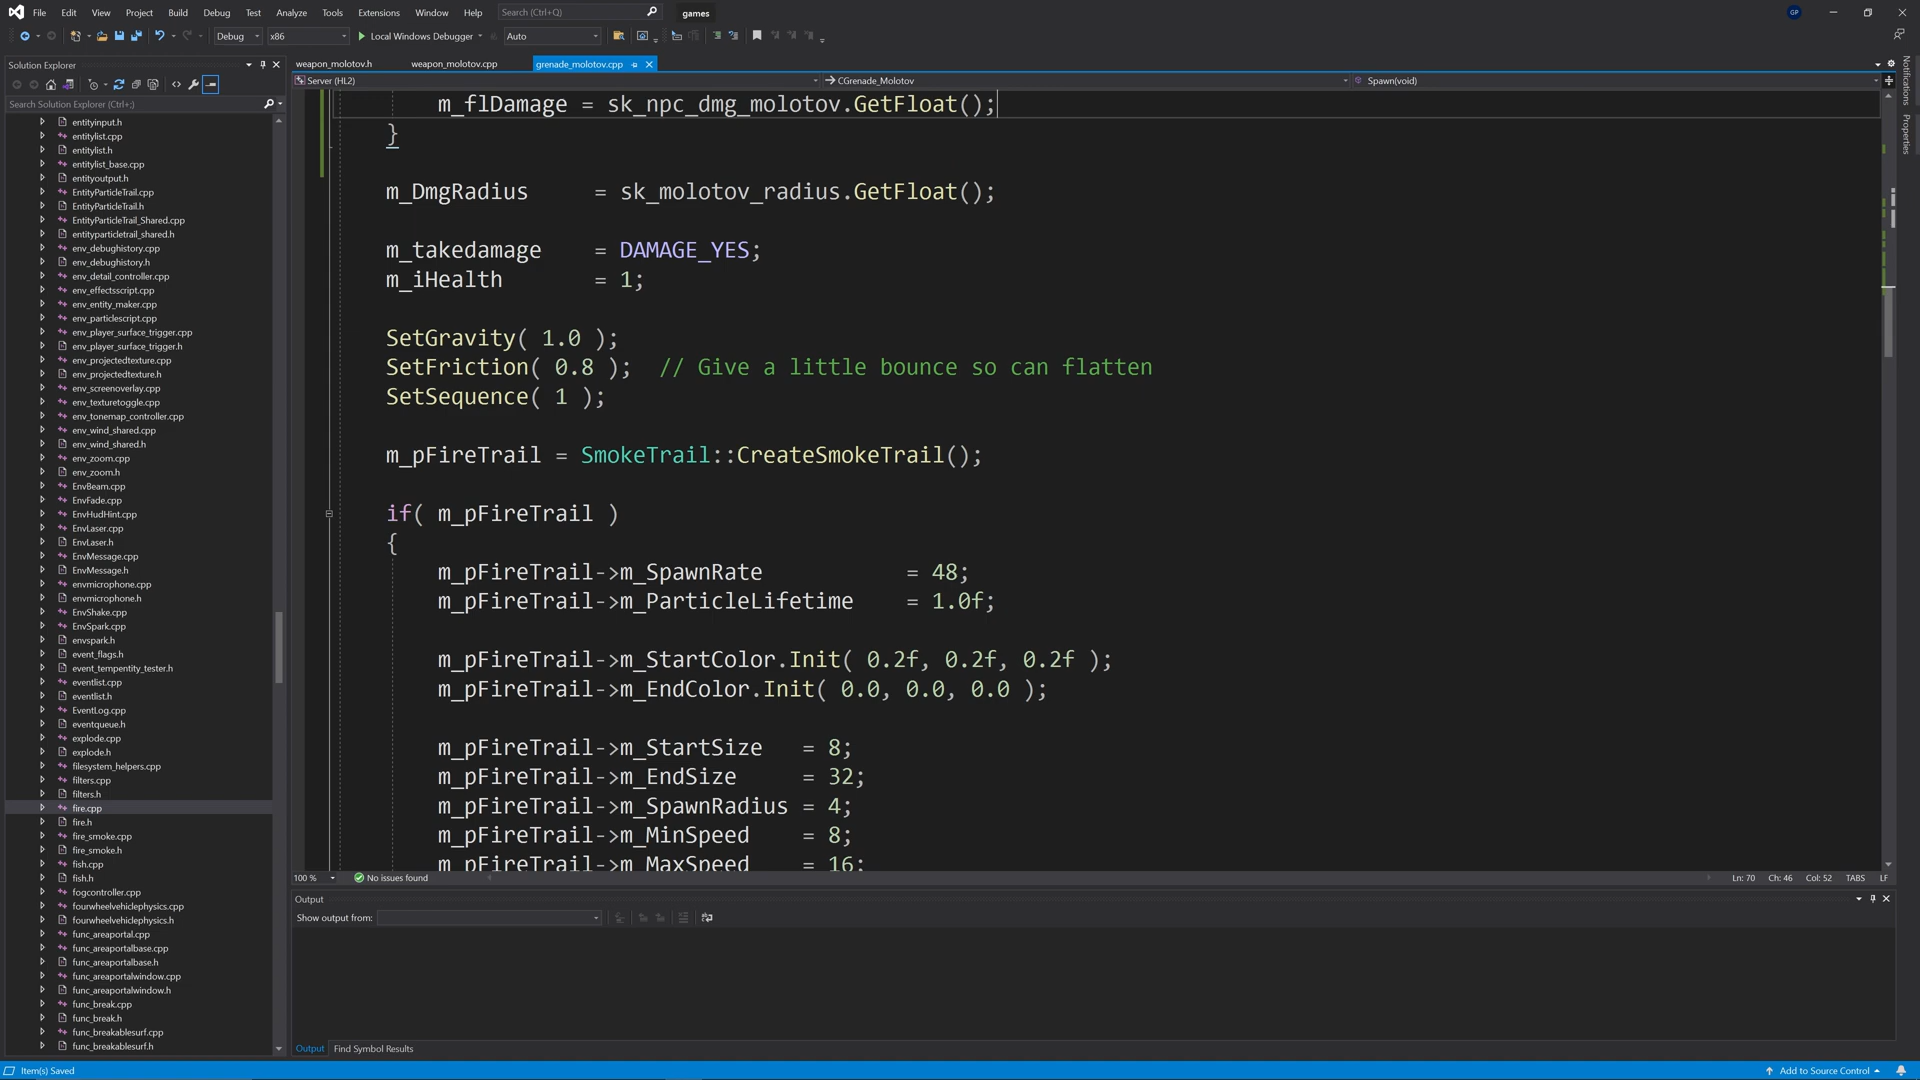 File Edit View Project Build Debug Test Analyze Tools Extensions Window Help Search (Ctrl+Q) games GP
Debug x86 Local Windows Debugger Auto
Solution Explorer
Search Solution Explorer (Ctrl+;)
entityinput.h
entitylist.cpp
entitylist.h
entitylist_base.cpp
entityoutput.h
EntityParticleTrail.cpp
EntityParticleTrail.h
EntityParticleTrail_Shared.cpp
entityparticletrail_shared.h
env_debughistory.cpp
env_debughistory.h
env_detail_controller.cpp
env_effectsscript.cpp
env_entity_maker.cpp
env_particlescript.cpp
env_player_surface_trigger.cpp
env_player_surface_trigger.h
env_projectedtexture.cpp
env_projectedtexture.h
env_screenoverlay.cpp
env_texturetoggle.cpp
env_tonemap_controller.cpp
env_wind_shared.cpp
env_wind_shared.h
env_zoom.cpp
env_zoom.h
EnvBeam.cpp
EnvFade.cpp
EnvHudHint.cpp
EnvLaser.cpp
EnvLaser.h
EnvMessage.cpp
EnvMessage.h
envmicrophone.cpp
envmicrophone.h
EnvShake.cpp
EnvSpark.cpp
envspark.h
event_flags.h
event_tempentity_tester.h
eventlist.cpp
eventlist.h
EventLog.cpp
eventqueue.h
explode.cpp
explode.h
filesystem_helpers.cpp
filters.cpp
filters.h
fire.cpp
fire.h
fire_smoke.cpp
fire_smoke.h
fish.cpp
fish.h
fogcontroller.cpp
fourwheelvehiclephysics.cpp
fourwheelvehiclephysics.h
func_areaportal.cpp
func_areaportalbase.cpp
func_areaportalbase.h
func_areaportalwindow.cpp
func_areaportalwindow.h
func_break.cpp
func_break.h
func_breakablesurf.cpp
func_breakablesurf.h
weapon_molotov.h weapon_molotov.cpp grenade_molotov.cpp
Server (HL2) CGrenade_Molotov Spawn(void)
m_flDamage = sk_npc_dmg_molotov.GetFloat();
}
m_DmgRadius = sk_molotov_radius.GetFloat();
m_takedamage = DAMAGE_YES;
m_iHealth = 1;
SetGravity( 1.0 );
SetFriction( 0.8 ); // Give a little bounce so can flatten
SetSequence( 1 );
m_pFireTrail = SmokeTrail::CreateSmokeTrail();
if( m_pFireTrail )
{
m_pFireTrail->m_SpawnRate = 48;
m_pFireTrail->m_ParticleLifetime = 1.0f;
m_pFireTrail->m_StartColor.Init( 0.2f, 0.2f, 0.2f );
m_pFireTrail->m_EndColor.Init( 0.0, 0.0, 0.0 );
m_pFireTrail->m_StartSize = 8;
m_pFireTrail->m_EndSize = 32;
m_pFireTrail->m_SpawnRadius = 4;
m_pFireTrail->m_MinSpeed = 8;
m_pFireTrail->m_MaxSpeed = 16;
100 % No issues found Ln: 70 Ch: 46 Col: 52 TABS LF
Output
Show output from:
Output Find Symbol Results
Notifications
Properties
Item(s) Saved Add to Source Control